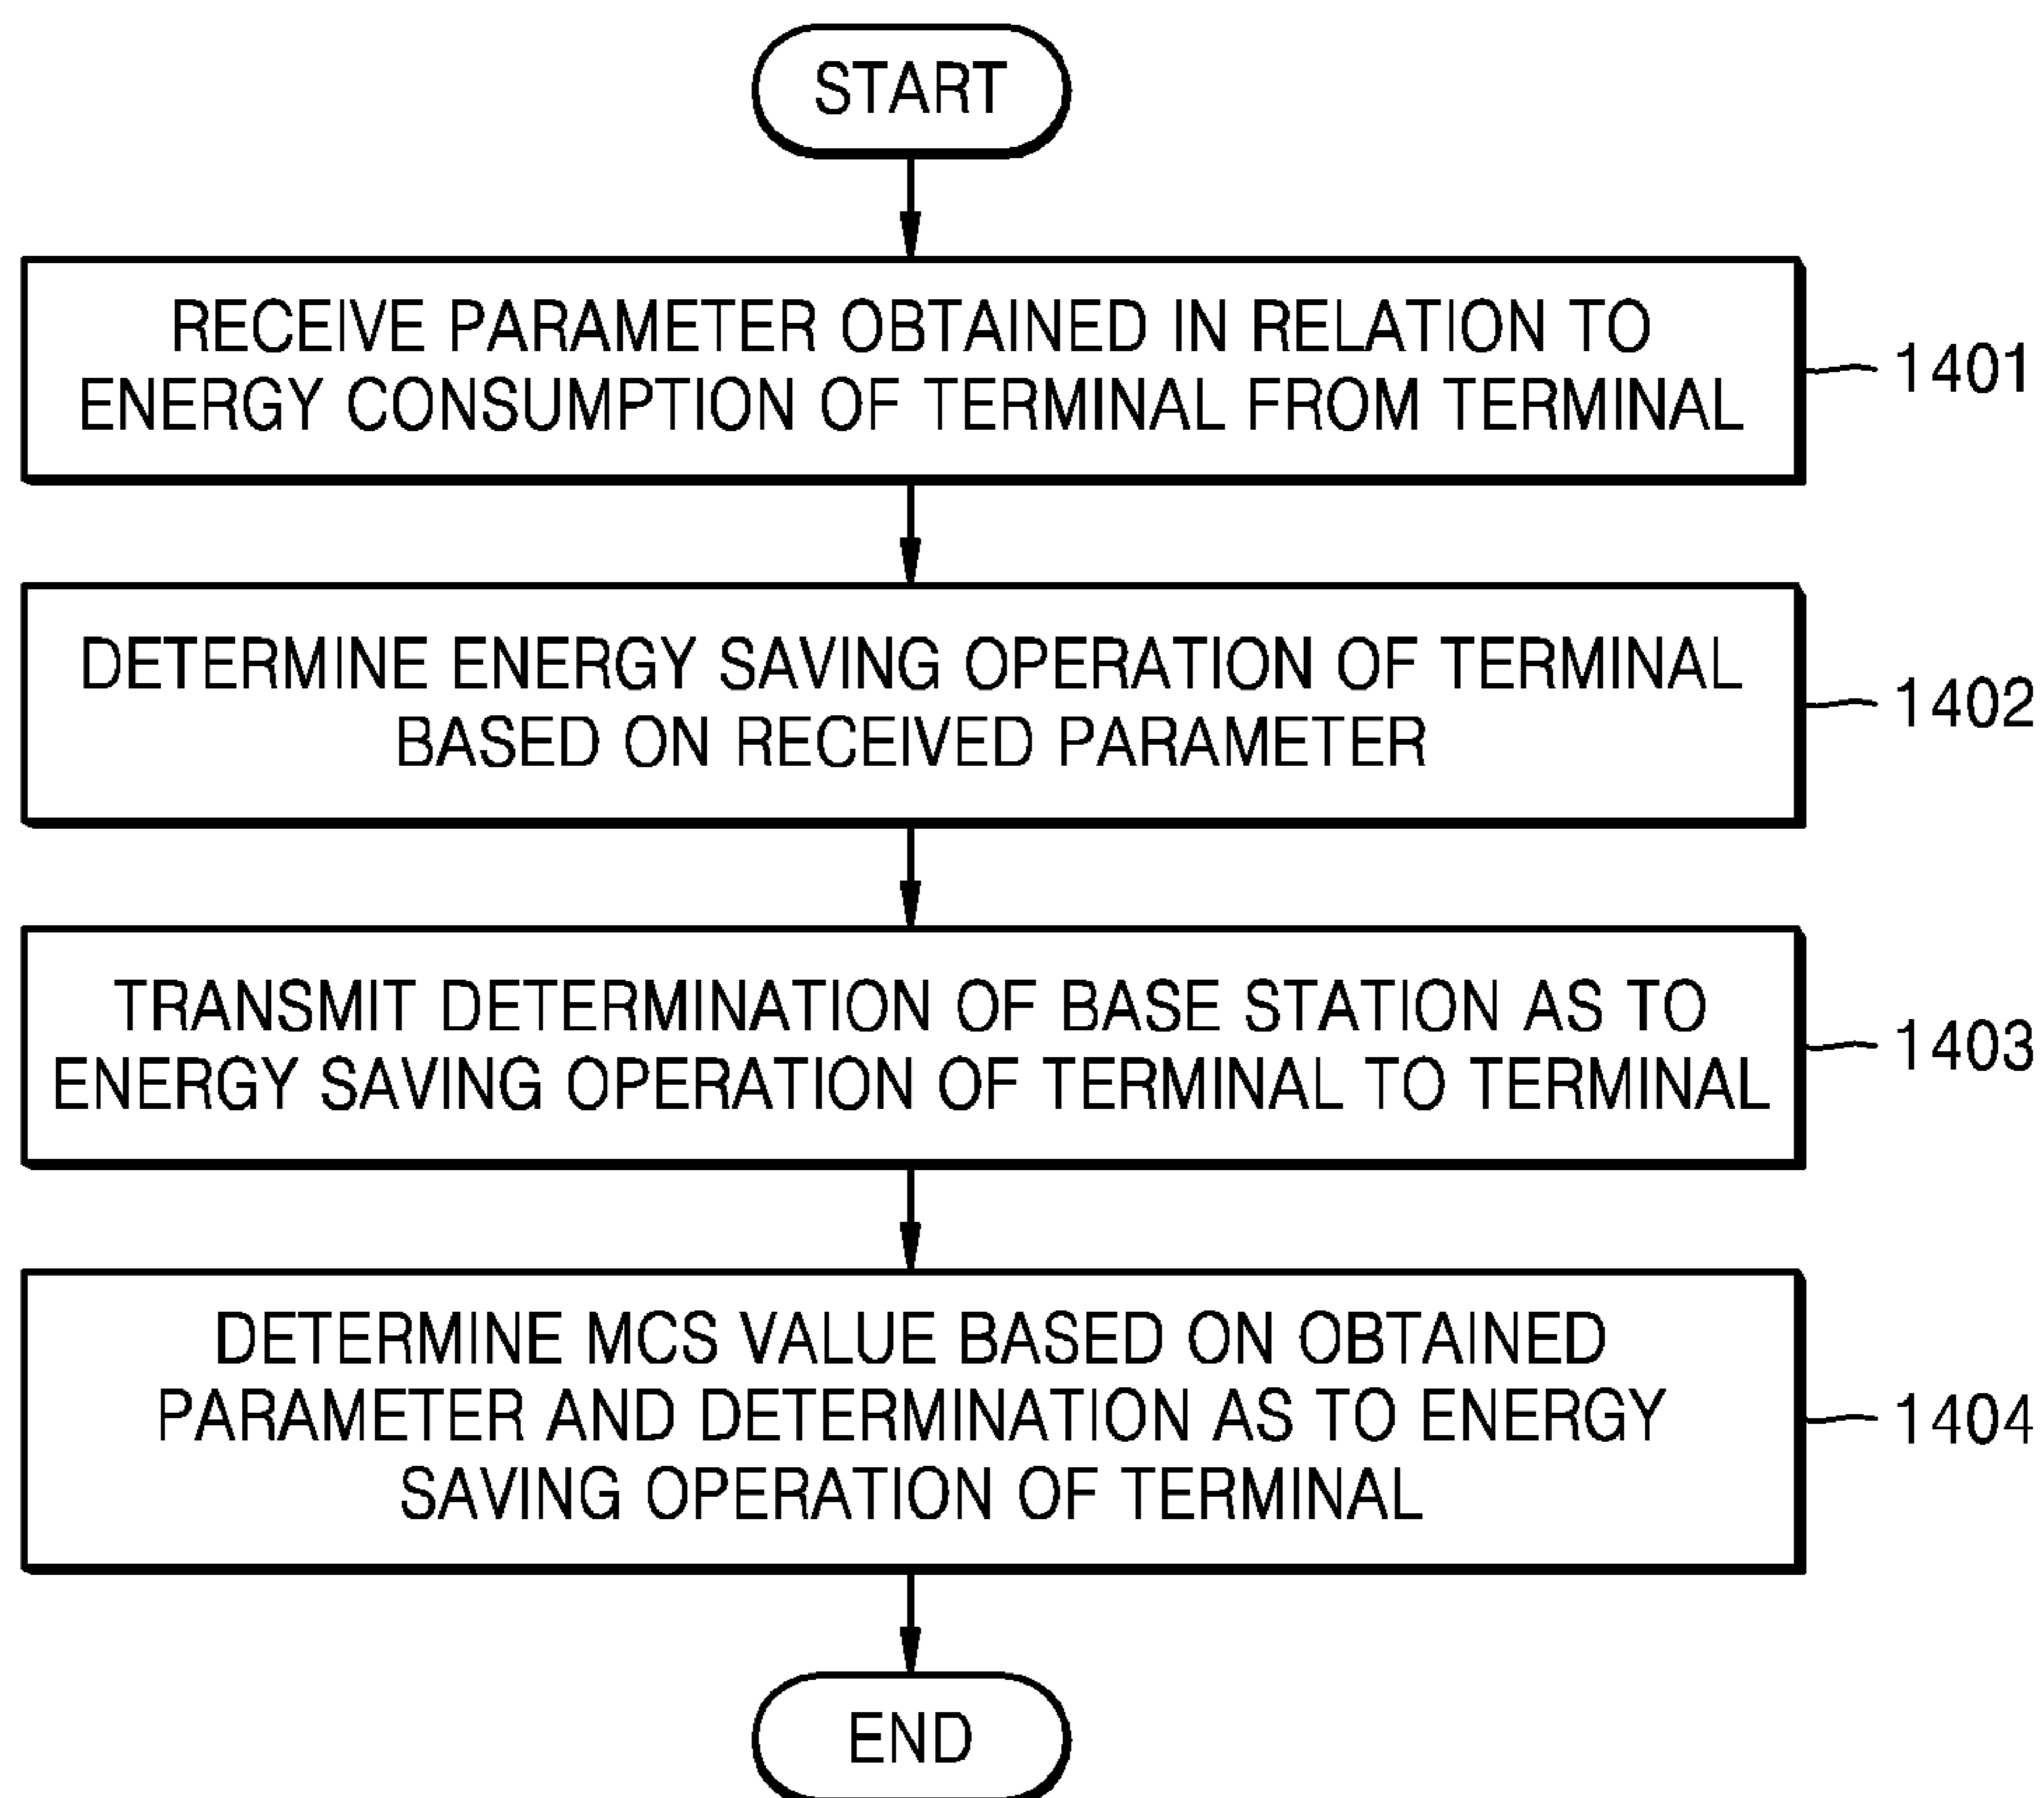 START
RECEIVE PARAMETER OBTAINED IN RELATION TO
ENERGY CONSUMPTION OF TERMINAL FROM TERMINAL
1401
DETERMINE ENERGY SAVING OPERATION OF TERMINAL
BASED ON RECEIVED PARAMETER
1402
TRANSMIT DETERMINATION OF BASE STATION AS TO
ENERGY SAVING OPERATION OF TERMINAL TO TERMINAL
1403
DETERMINE MCS VALUE BASED ON OBTAINED
PARAMETER AND DETERMINATION AS TO ENERGY
SAVING OPERATION OF TERMINAL
1404
END